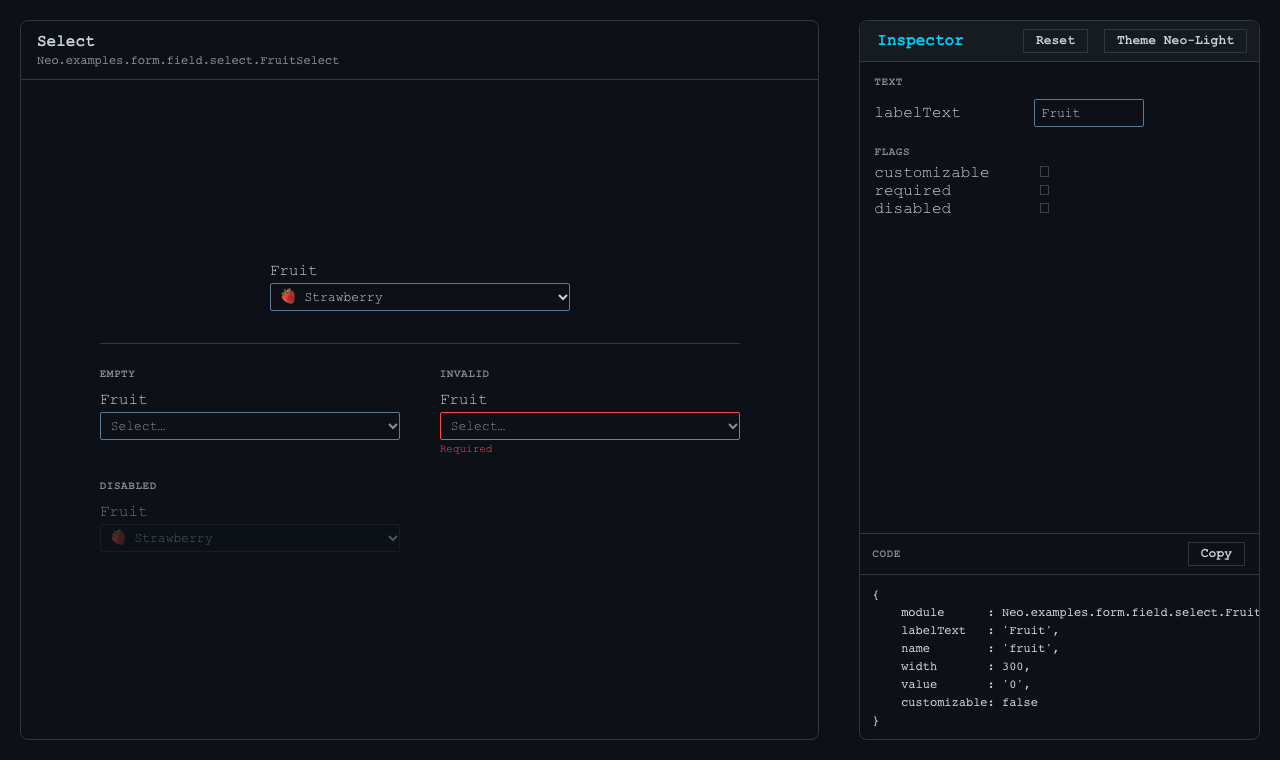 Select
Neo.examples.form.field.select.FruitSelect
Fruit
🍓 Strawberry
EMPTY
INVALID
Fruit
Fruit
Select…
Select…
Required
DISABLED
Fruit
🍓 Strawberry
Inspector
Reset
Theme Neo-Light
TEXT
labelText
Fruit
FLAGS
customizable
required
disabled
CODE
Copy
{
    module      : Neo.examples.form.field.select.Fruit
    labelText   : 'Fruit',
    name        : 'fruit',
    width       : 300,
    value       : '0',
    customizable: false
}